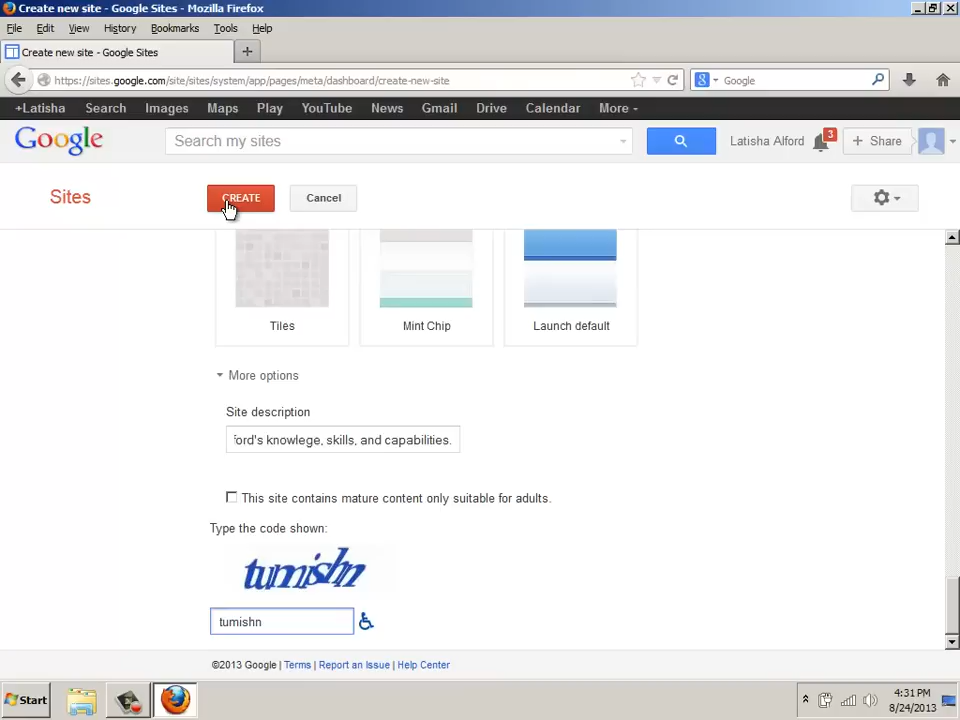 Create new site - Google Sites - Mozilla Firefox
File Edit View History Bookmarks Tools Help
Create new site - Google Sites
https://sites.google.com/site/sites/system/app/pages/meta/dashboard/create-new-site
Google
+Latisha Search Images Maps Play YouTube News Gmail Drive Calendar More
Google
Search my sites
Latisha Alford
3
+ Share
Sites
CREATE
Cancel
Tiles
Mint Chip
Launch default
More options
Site description
ford's knowlege, skills, and capabilities.
This site contains mature content only suitable for adults.
Type the code shown:
tumishn
tumishn
©2013 Google | Terms | Report an Issue | Help Center
Start
4:31 PM
8/24/2013